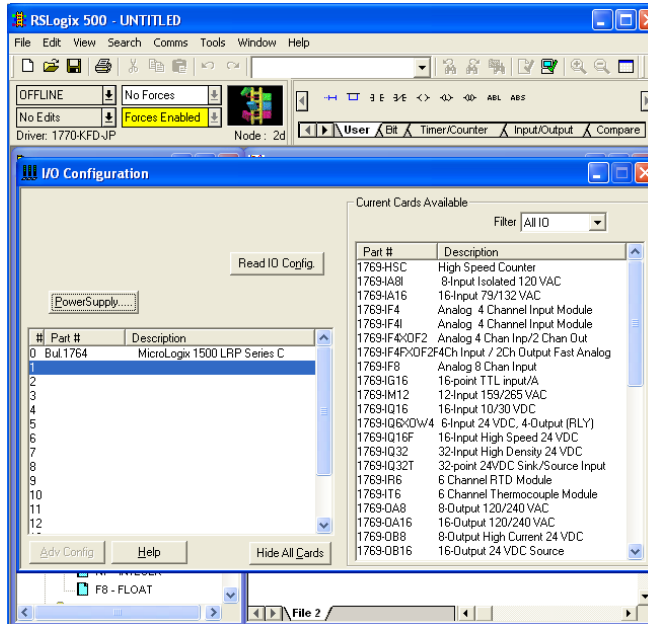 RSLogix 500 - UNTITLED
File Edit View Search Comms Tools Window Help
OFFLINE No Forces
No Edits Forces Enabled
Driver: 1770-KFD-JP Node : 2d
ABL ABS
User Bit Timer/Counter Input/Output Compare
I/O Configuration
Current Cards Available
Filter All IO
Read IO Config.
PowerSupply.....
# Part # Description
0 Bul.1764 MicroLogix 1500 LRP Series C
1
2
3
4
5
6
7
8
9
10
11
12
Part # Description
1769-HSC High Speed Counter
1769-IA8I 8-Input Isolated 120 VAC
1769-IA16 16-Input 79/132 VAC
1769-IF4 Analog 4 Channel Input Module
1769-IF4I Analog 4 Channel Input Module
1769-IF4XOF2 Analog 4 Chan Inp/2 Chan Out
1769-IF4FXOF2F4Ch Input / 2Ch Output Fast Analog
1769-IF8 Analog 8 Chan Input
1769-IG16 16-point TTL input/A
1769-IM12 12-Input 159/265 VAC
1769-IQ16 16-Input 10/30 VDC
1769-IQ6XOW4 6-Input 24 VDC, 4-Output (RLY)
1769-IQ16F 16-Input High Speed 24 VDC
1769-IQ32 32-Input High Density 24 VDC
1769-IQ32T 32-point 24VDC Sink/Source Input
1769-IR6 6 Channel RTD Module
1769-IT6 6 Channel Thermocouple Module
1769-OA8 8-Output 120/240 VAC
1769-OA16 16-Output 120/240 VAC
1769-OB8 8-Output High Current 24 VDC
1769-OB16 16-Output 24 VDC Source
Adv Config Help Hide All Cards
N7 - INTEGER
F8 - FLOAT
File 2